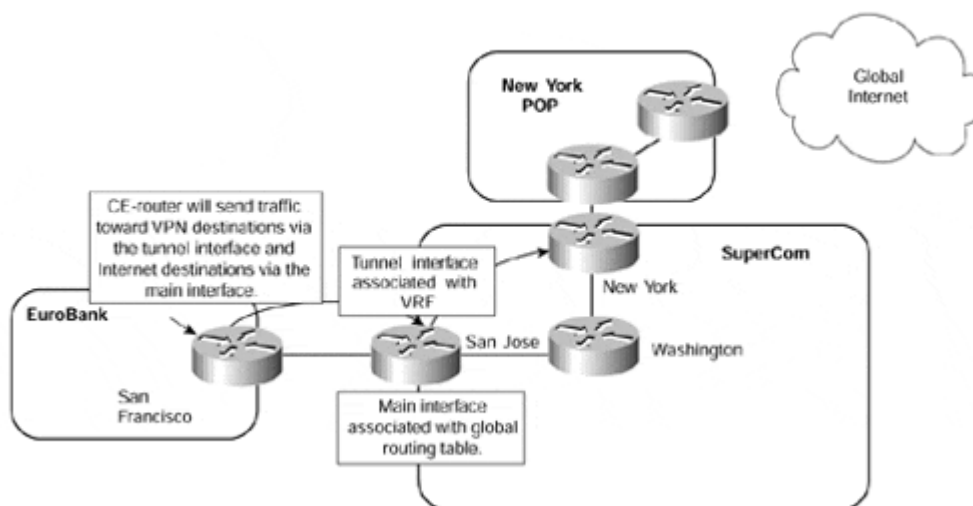 New York
POP
Global
Internet
CE-router will send traffic
toward VPN destinations via
the tunnel interface and
Internet destinations via the
main interface.
Tunnel interface
associated with
VRF
SuperCom
New York
EuroBank
San Jose
Washington
San
Francisco
Main interface
associated with global
routing table.